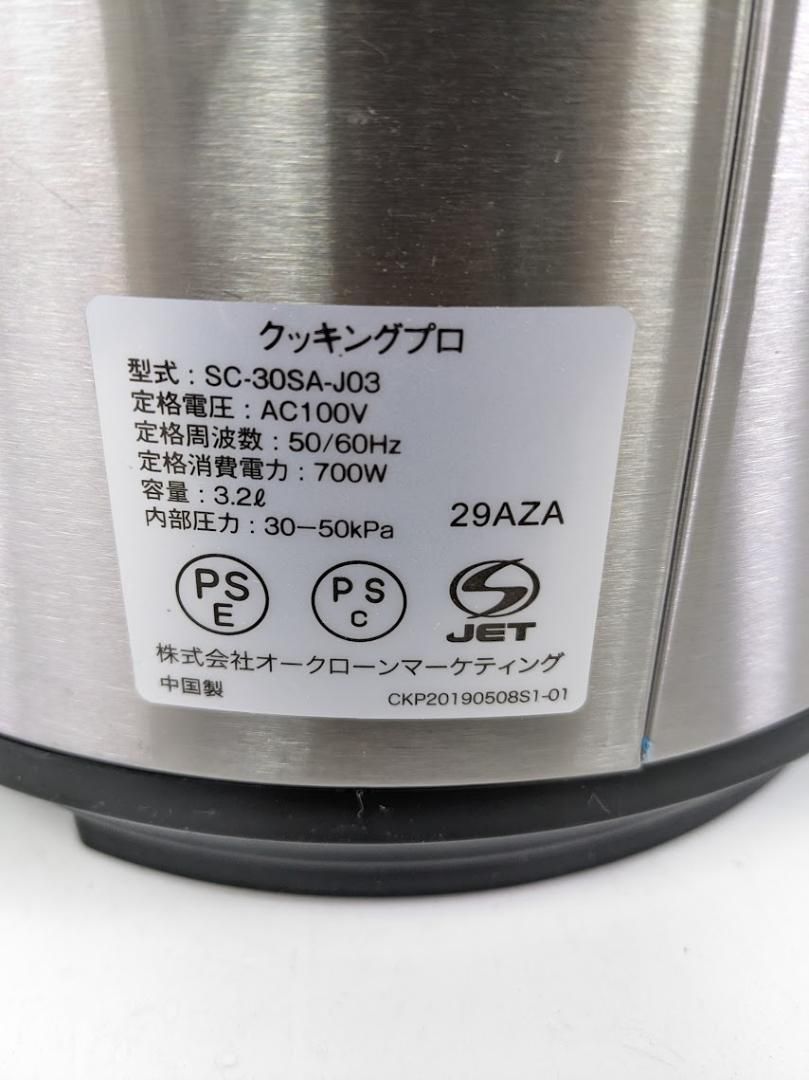 クッキングプロ
型式：SC-30SA-J03
定格電圧：AC100V
定格周波数：50/60Hz
定格消費電力：700W
容量：3.2ℓ
内部圧力：30－50kPa
29AZA
PS
E
PS
C
JET
株式会社オークローンマーケティング
中国製
CKP20190508S1-01